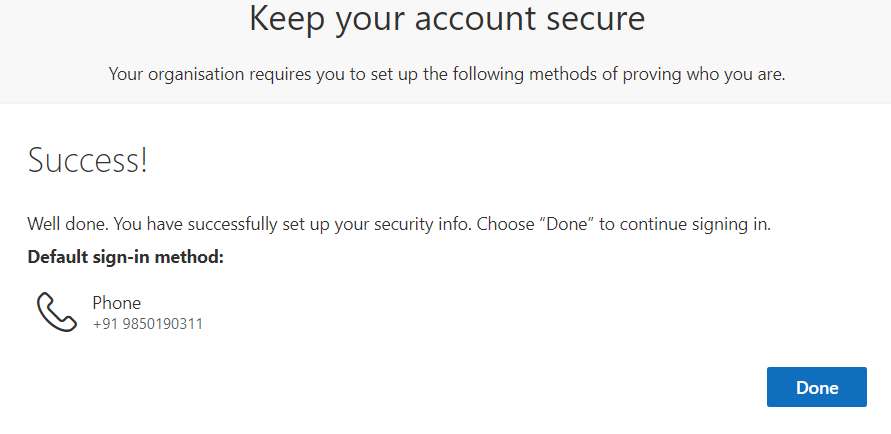 Keep your account secure
Your organisation requires you to set up the following methods of proving who you are.
Success!
Well done. You have successfully set up your security info. Choose “Done” to continue signing in.
Default sign-in method:
Phone
+91 9850190311
Done